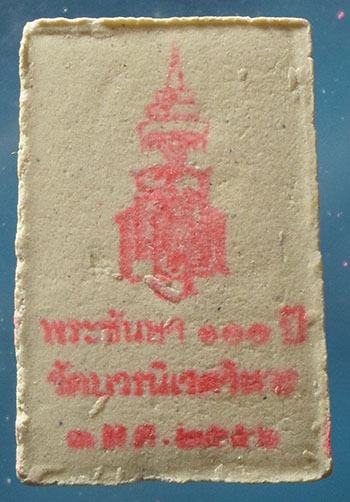 พระชันษา ๑๐๐ ปี
วัดบวรนิเวศวิหาร
๓ ต.ค. ๒๕๕๖